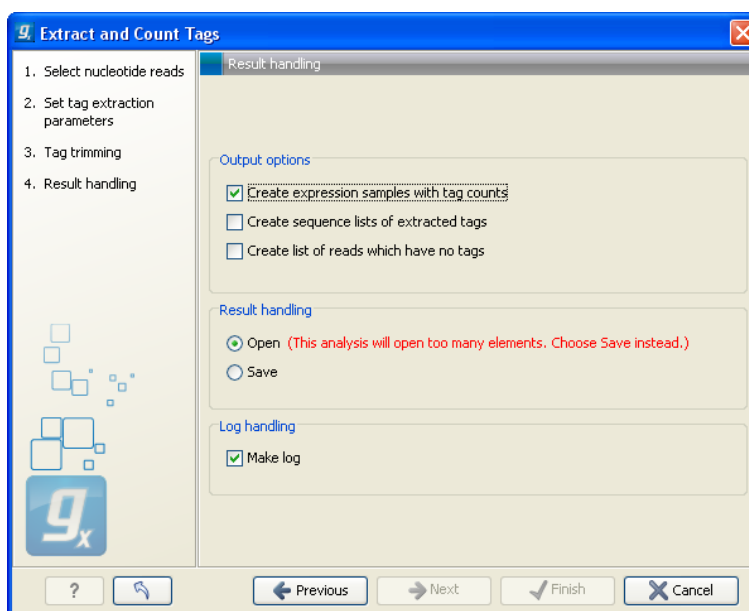 gx Extract and Count Tags
1. Select nucleotide reads
2. Set tag extraction
parameters
3. Tag trimming
4. Result handling
gx
Result handling
Output options
Create expression samples with tag counts
Create sequence lists of extracted tags
Create list of reads which have no tags
Result handling
Open (This analysis will open too many elements. Choose Save instead.)
Save
Log handling
Make log
? Previous Next Finish Cancel